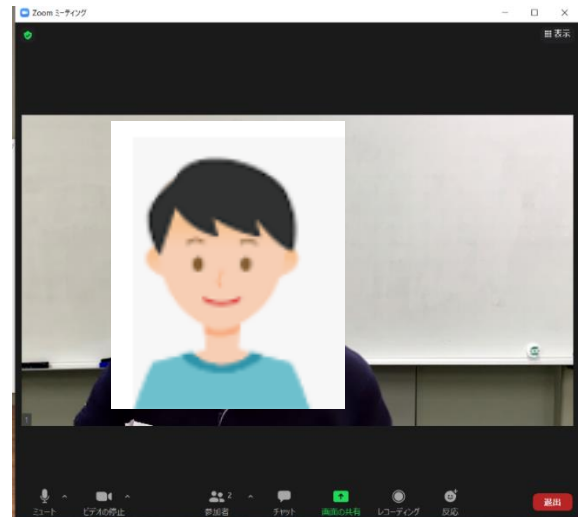 Zoom ミーティング
表示
ミュート
ビデオの停止
参加者
2
チャット
画面の共有
レコーディング
反応
退出